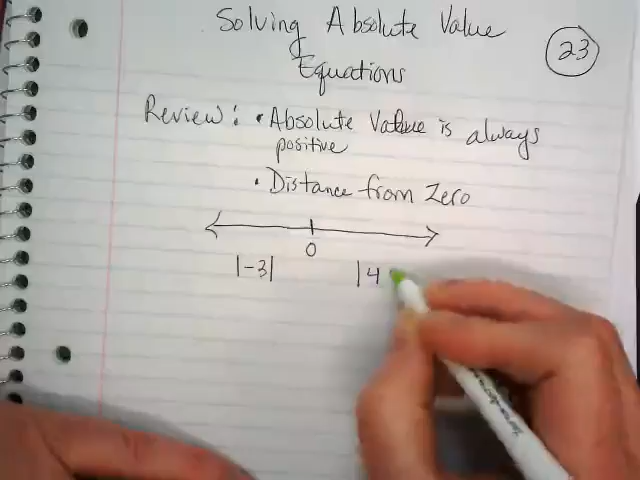 Solving Absolute Value
Equations
23
Review: • Absolute Value is always
positive
• Distance from Zero
0
|-3| |4